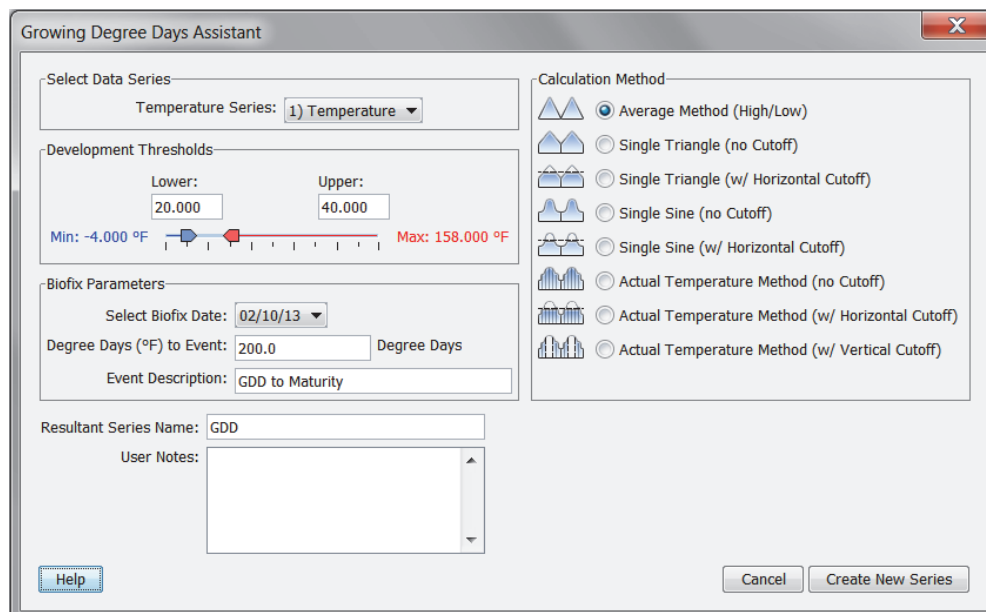 Growing Degree Days Assistant
X
Select Data Series
Temperature Series: 1) Temperature
Development Thresholds
Lower: Upper:
20.000 40.000
Min: -4.000 ºF Max: 158.000 ºF
Biofix Parameters
Select Biofix Date: 02/10/13
Degree Days (ºF) to Event: 200.0 Degree Days
Event Description: GDD to Maturity
Resultant Series Name: GDD
User Notes:
Calculation Method
Average Method (High/Low)
Single Triangle (no Cutoff)
Single Triangle (w/ Horizontal Cutoff)
Single Sine (no Cutoff)
Single Sine (w/ Horizontal Cutoff)
Actual Temperature Method (no Cutoff)
Actual Temperature Method (w/ Horizontal Cutoff)
Actual Temperature Method (w/ Vertical Cutoff)
Help Cancel Create New Series